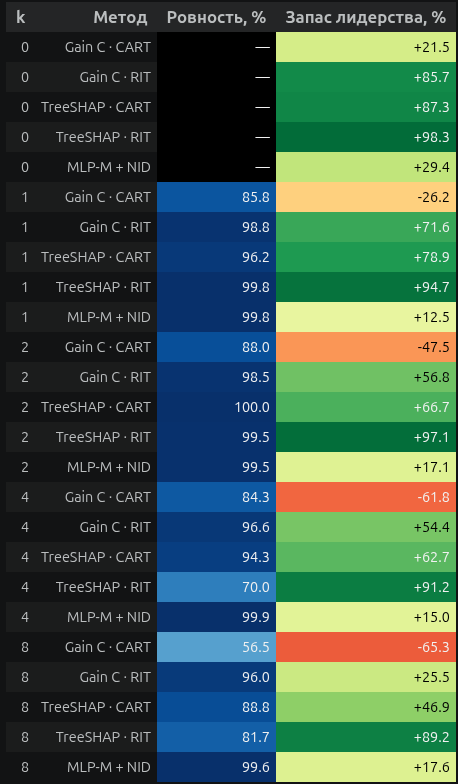 k Метод Ровность, % Запас лидерства, %
0 Gain C · CART — +21.5
0 Gain C · RIT — +85.7
0 TreeSHAP · CART — +87.3
0 TreeSHAP · RIT — +98.3
0 MLP-M + NID — +29.4
1 Gain C · CART 85.8 -26.2
1 Gain C · RIT 98.8 +71.6
1 TreeSHAP · CART 96.2 +78.9
1 TreeSHAP · RIT 99.8 +94.7
1 MLP-M + NID 99.8 +12.5
2 Gain C · CART 88.0 -47.5
2 Gain C · RIT 98.5 +56.8
2 TreeSHAP · CART 100.0 +66.7
2 TreeSHAP · RIT 99.5 +97.1
2 MLP-M + NID 99.5 +17.1
4 Gain C · CART 84.3 -61.8
4 Gain C · RIT 96.6 +54.4
4 TreeSHAP · CART 94.3 +62.7
4 TreeSHAP · RIT 70.0 +91.2
4 MLP-M + NID 99.9 +15.0
8 Gain C · CART 56.5 -65.3
8 Gain C · RIT 96.0 +25.5
8 TreeSHAP · CART 88.8 +46.9
8 TreeSHAP · RIT 81.7 +89.2
8 MLP-M + NID 99.6 +17.6